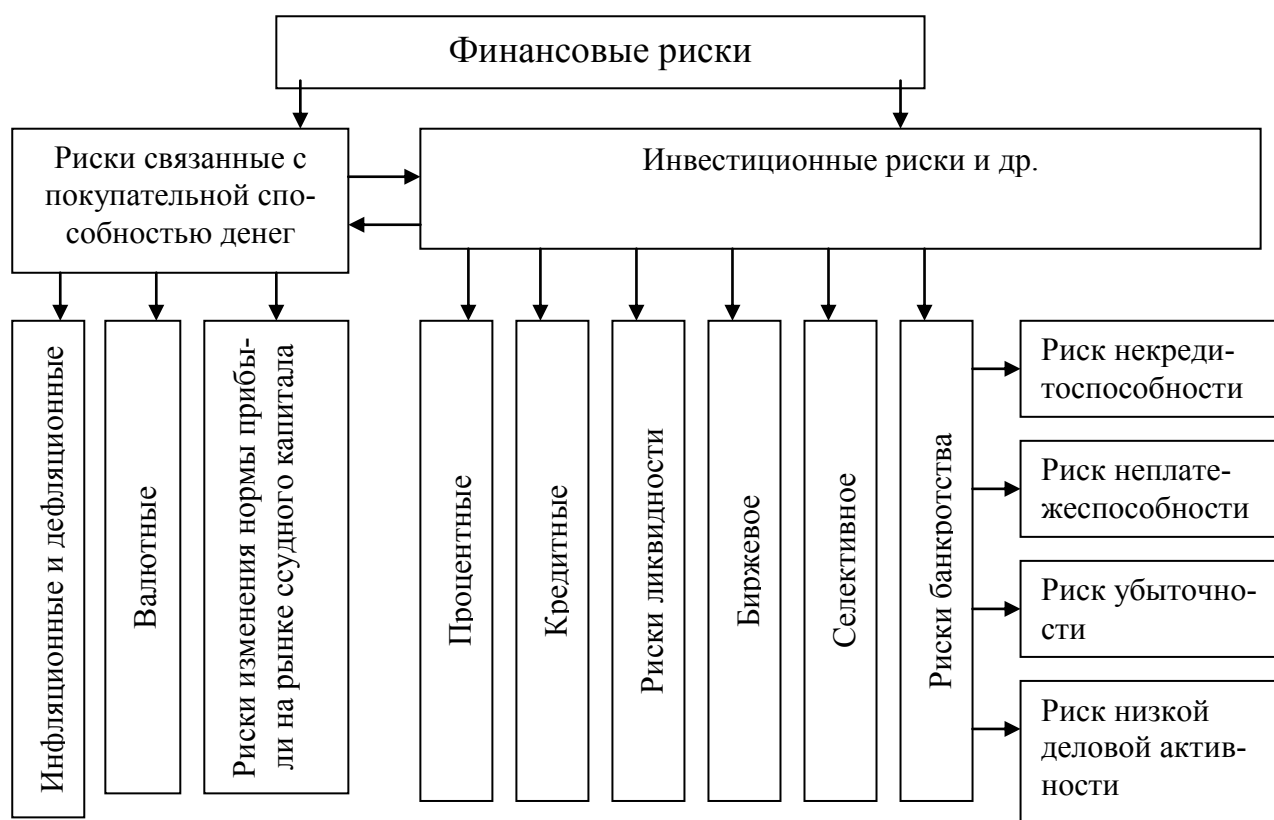 Финансовые риски
Риски связанные с
покупательной спо-
собностью денег
Инвестиционные риски и др.
Инфляционные и дефляционные
Валютные
Риски изменения нормы прибы-
ли на рынке ссудного капитала
Процентные
Кредитные
Риски ликвидности
Биржевое
Селективное
Риски банкротства
Риск некреди-
тоспособности
Риск неплате-
жеспособности
Риск убыточно-
сти
Риск низкой
деловой актив-
ности